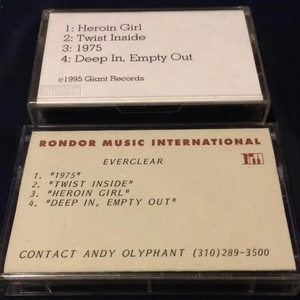 1: Heroin Girl
2: Twist Inside
3: 1975
4: Deep In, Empty Out
c1995 Giant Records
RONDOR MUSIC INTERNATIONAL
EVERCLEAR
1. "1975"
2. "TWIST INSIDE"
3. "HEROIN GIRL"
4. "DEEP IN, EMPTY OUT"
CONTACT ANDY OLYPHANT (310)289-3500